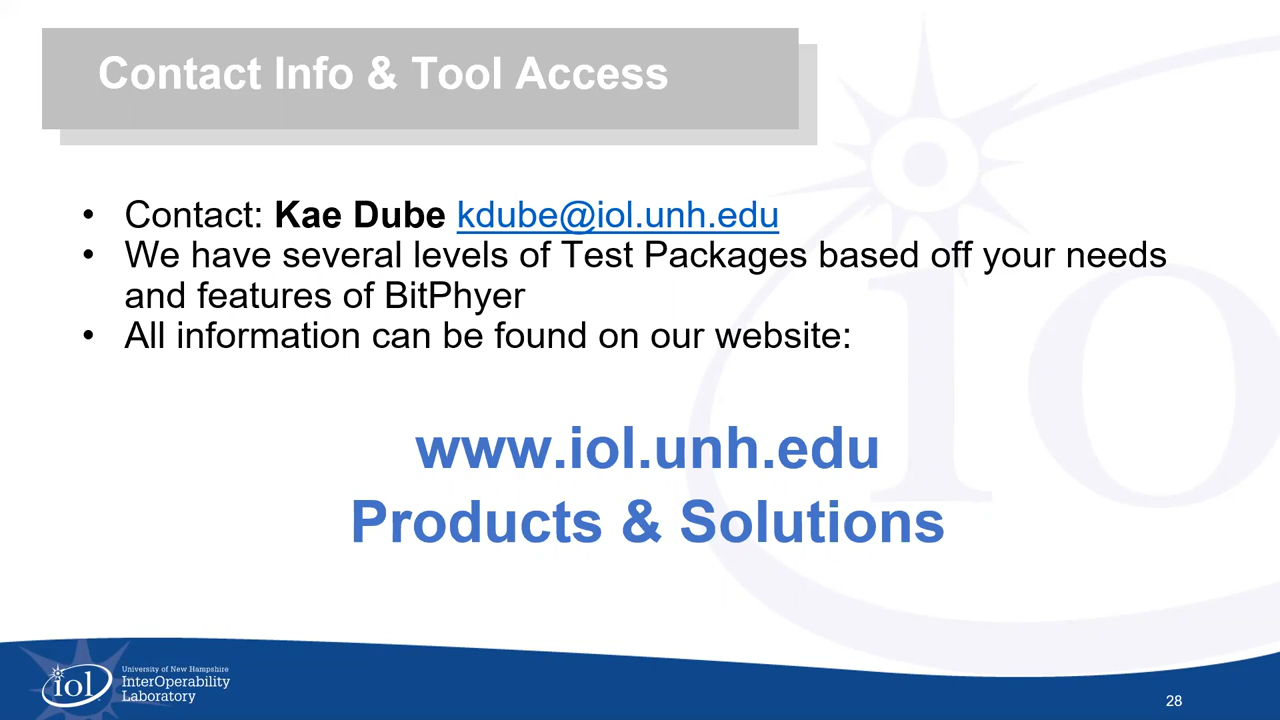 Contact Info & Tool Access
• Contact: Kae Dube kdube@iol.unh.edu
• We have several levels of Test Packages based off your needs
and features of BitPhyer
• All information can be found on our website:
www.iol.unh.edu
Products & Solutions
iol
University of New Hampshire
InterOperability
Laboratory
28